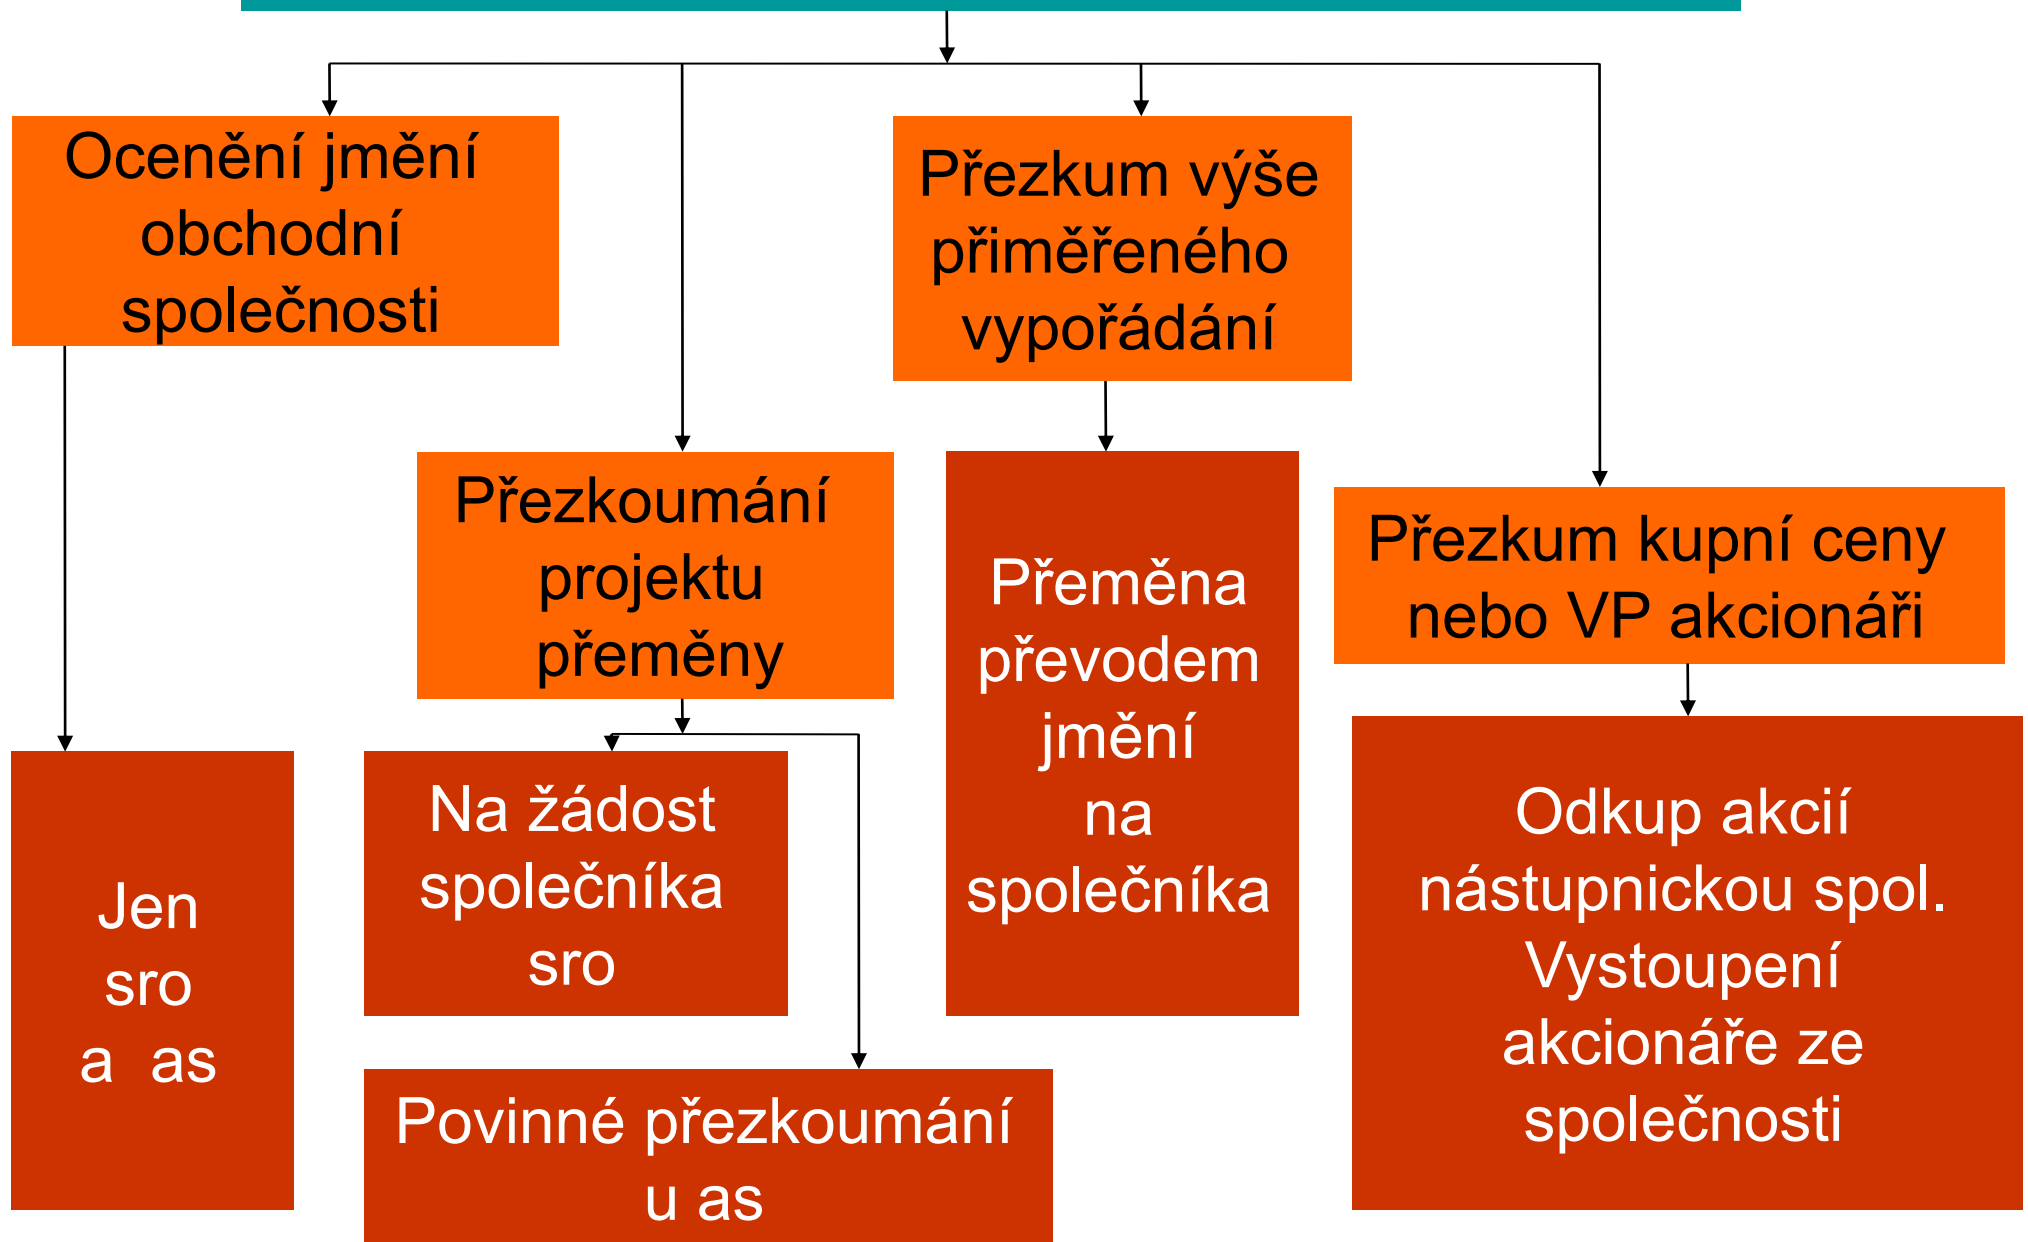 Ocenění jmění
obchodní
společnosti
Přezkum výše
přiměřeného
vypořádání
Přezkoumání
projektu
přeměny
Přeměna
převodem
jmění
na
společníka
Přezkum kupní ceny
nebo VP akcionáři
Jen
sro
a as
Na žádost
společníka
sro
Povinné přezkoumání
u as
Odkup akcií
nástupnickou spol.
Vystoupení
akcionáře ze
společnosti